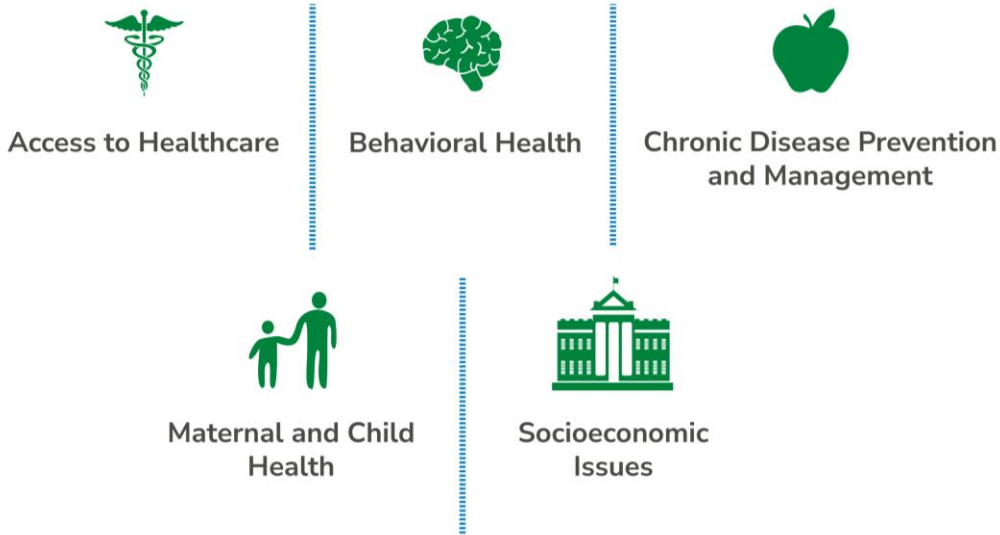 Access to Healthcare
Behavioral Health
Chronic Disease Prevention
and Management
Maternal and Child
Health
Socioeconomic
Issues